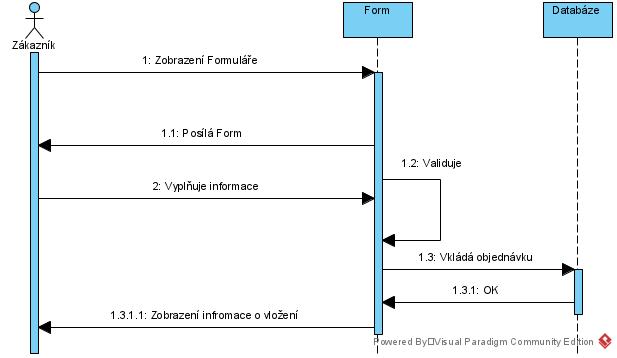 Form
Databáze
Zákazník
1: Zobrazení Formuláře
1.1: Posílá Form
1.2: Validuje
2: Vyplňuje informace
1.3: Vkládá objednávku
1.3.1: OK
1.3.1.1: Zobrazení infromace o vložení
Powered By Visual Paradigm Community Edition